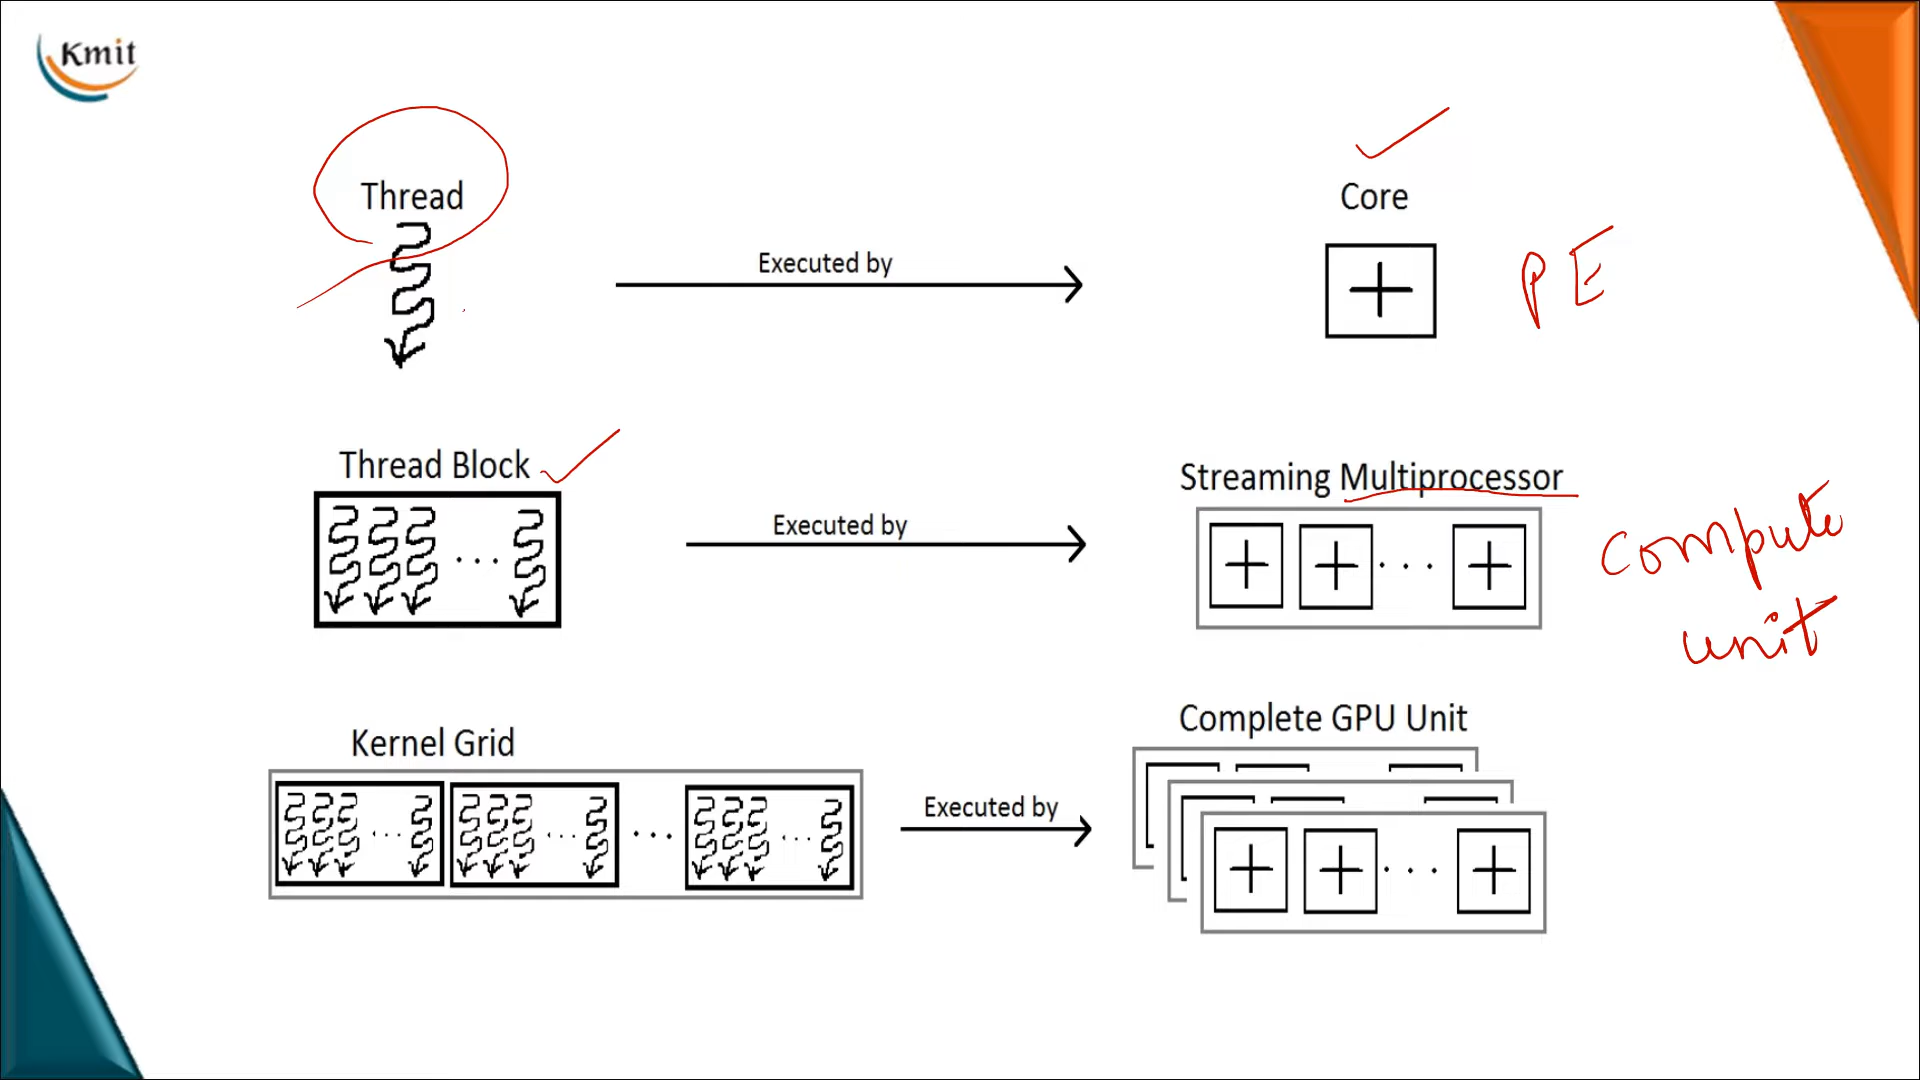 Kmit
Thread
Core
Executed by
PE
Thread Block
Streaming Multiprocessor
Executed by
Compute
unit
Kernel Grid
Complete GPU Unit
Executed by